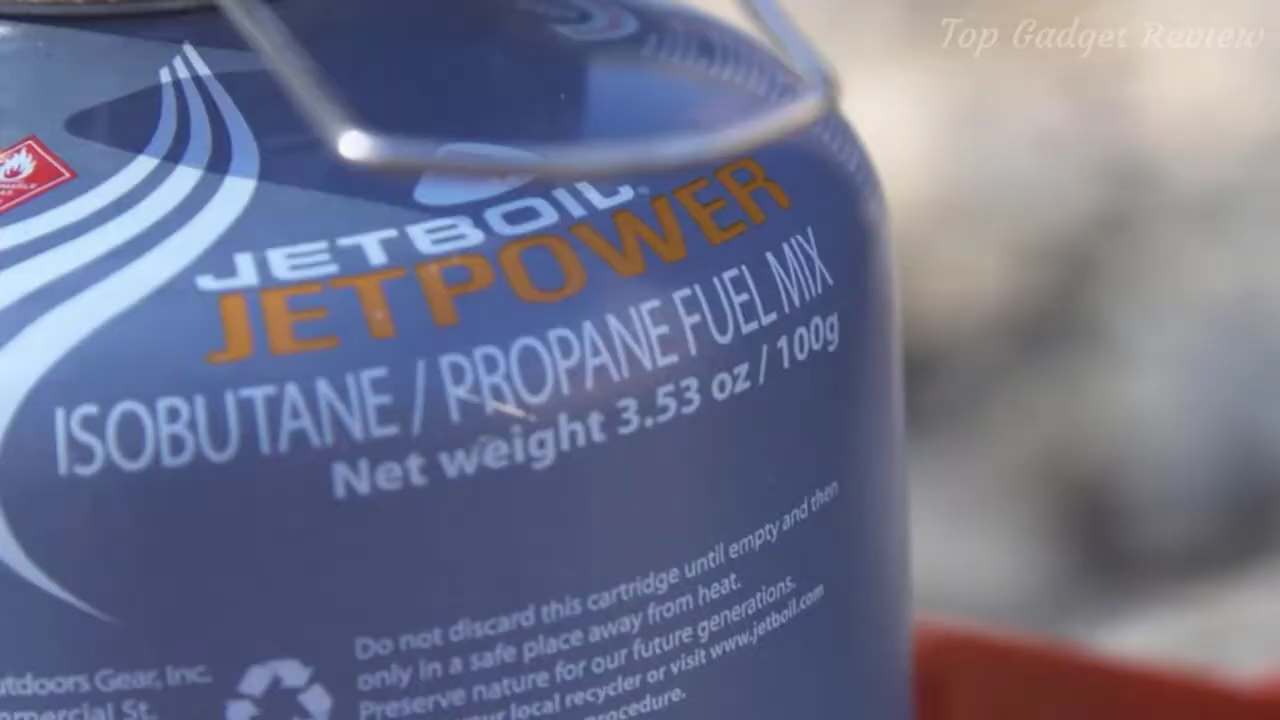 Top Gadget Review
JETBOIL®
JETPOWER
ISOBUTANE / PROPANE FUEL MIX
Net weight 3.53 oz / 100g
Do not discard this cartridge until empty and then
only in a safe place away from heat.
Preserve nature for our future generations.
local recycler or visit www.jetboil.com
procedure.
Gear, Inc.
St.